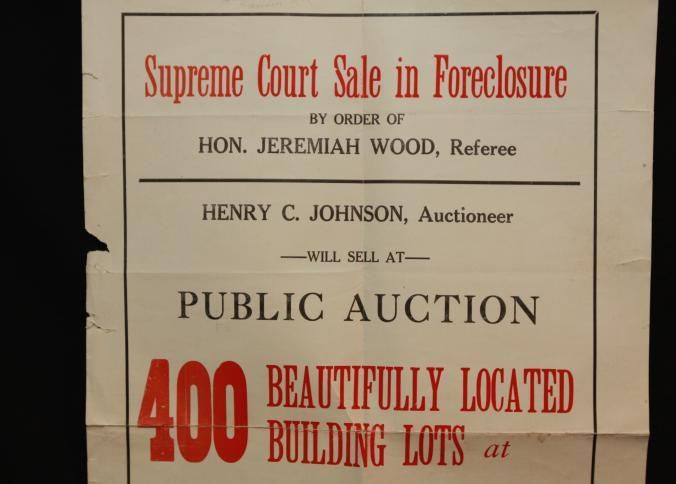 Supreme Court Sale in Foreclosure
BY ORDER OF
HON. JEREMIAH WOOD, Referee
HENRY C. JOHNSON, Auctioneer
—WILL SELL AT—
PUBLIC AUCTION
400 BEAUTIFULLY LOCATED
BUILDING LOTS at